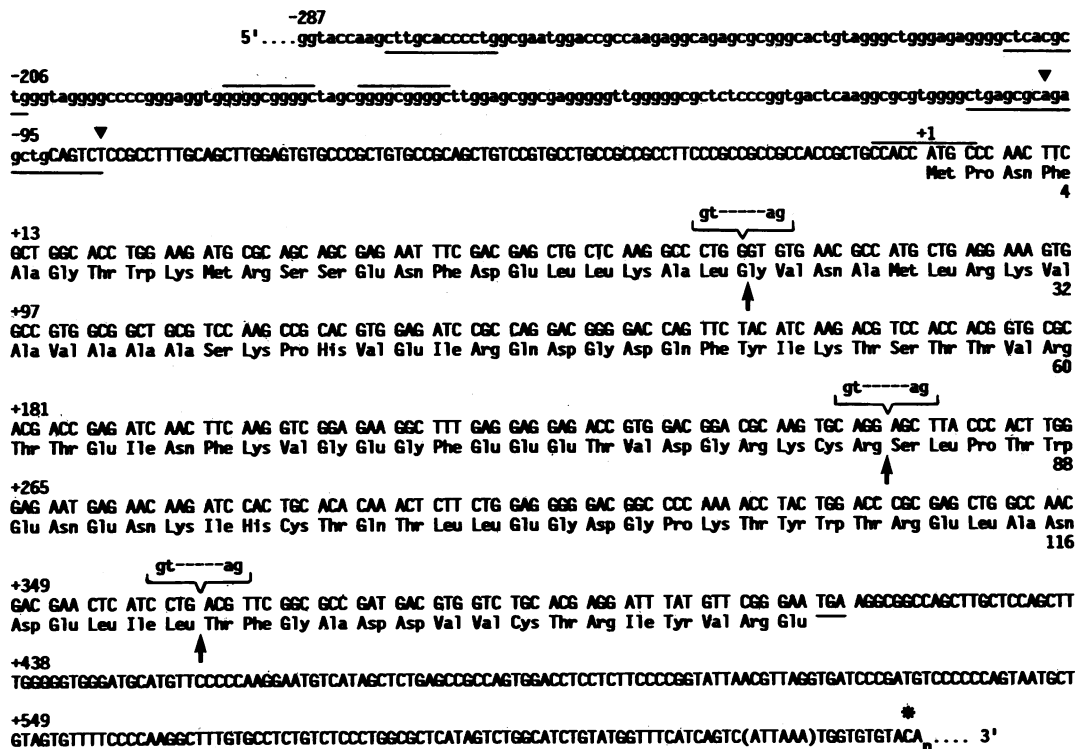 -287
5'....ggtaccaagcttgcacccctggcgaatggaccgccaagaggcagagcgcgggcactgtagggctgggagaggggctcacgc
-206
tgggtaggggccccgggaggtgggggcggggctagcggggcggggcttggagcggcgagggggttgggggcgctctcccggtgactcaaggcgcgtggggctgagcgcaga
-95
gctgCAGTCTCCGCCTTTGCAGCTTGGAGTGTGCCCGCTGTGCCGCAGCTGTCCGTGCCTGCCGCCGCCTTCCCGCCGCCGCCACCGCTGCCACC ATG CCC AAC TTC
+1
Met Pro Asn Phe
4
gt-----ag
+13
GCT GGC ACC TGG AAG ATG CGC AGC AGC GAG AAT TTC GAC GAG CTG CTC AAG GCC CTG GGT GTG AAC GCC ATG CTG AGG AAA GTG
Ala Gly Thr Trp Lys Met Arg Ser Ser Glu Asn Phe Asp Glu Leu Leu Lys Ala Leu Gly Val Asn Ala Met Leu Arg Lys Val
32
+97
GCC GTG GCG GCT GCG TCC AAG CCG CAC GTG GAG ATC CGC CAG GAC GGG GAC CAG TTC TAC ATC AAG ACG TCC ACC ACG GTG CGC
Ala Val Ala Ala Ala Ser Lys Pro His Val Glu Ile Arg Gln Asp Gly Asp Gln Phe Tyr Ile Lys Thr Ser Thr Thr Val Arg
60
gt-----ag
+181
ACG ACC GAG ATC AAC TTC AAG GTC GGA GAA GGC TTT GAG GAG GAG ACC GTG GAC GGA CGC AAG TGC AGG AGC TTA CCC ACT TGG
Thr Thr Glu Ile Asn Phe Lys Val Gly Glu Gly Phe Glu Glu Glu Thr Val Asp Gly Arg Lys Cys Arg Ser Leu Pro Thr Trp
88
+265
GAG AAT GAG AAC AAG ATC CAC TGC ACA CAA ACT CTT CTG GAG GGG GAC GGC CCC AAA ACC TAC TGG ACC CGC GAG CTG GCC AAC
Glu Asn Glu Asn Lys Ile His Cys Thr Gln Thr Leu Leu Glu Gly Asp Gly Pro Lys Thr Tyr Trp Thr Arg Glu Leu Ala Asn
116
gt-----ag
+349
GAC GAA CTC ATC CTG ACG TTC GGC GCC GAT GAC GTG GTC TGC ACG AGG ATT TAT GTT CGG GAA TGA AGGCGGCCAGCTTGCTCCAGCTT
Asp Glu Leu Ile Leu Thr Phe Gly Ala Asp Asp Val Val Cys Thr Arg Ile Tyr Val Arg Glu
+438
TGGGGGTGGGATGCATGTTCCCCCAAGGAATGTCATAGCTCTGAGCCGCCAGTGGACCTCCTCTTCCCCGGTATTAACGTTAGGTGATCCCGATGTCCCCCCAGTAATGCT
+549
GTAGTGTTTTCCCCAAGGCTTTGTGCCTCTGTCTCCCTGGCGCTCATAGTCTGGCATCTGTATGGTTTCATCAGTC(ATTAAA)TGGTGTGTACAn.... 3'
*